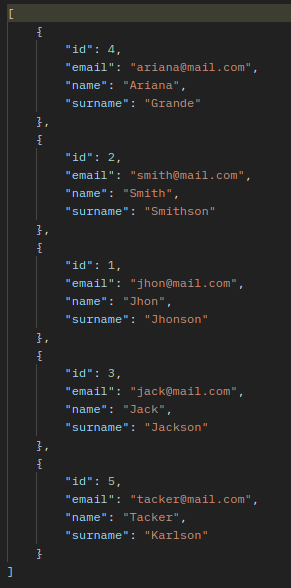 [
    {
        "id": 4,
        "email": "ariana@mail.com",
        "name": "Ariana",
        "surname": "Grande"
    },
    {
        "id": 2,
        "email": "smith@mail.com",
        "name": "Smith",
        "surname": "Smithson"
    },
    {
        "id": 1,
        "email": "jhon@mail.com",
        "name": "Jhon",
        "surname": "Jhonson"
    },
    {
        "id": 3,
        "email": "jack@mail.com",
        "name": "Jack",
        "surname": "Jackson"
    },
    {
        "id": 5,
        "email": "tacker@mail.com",
        "name": "Tacker",
        "surname": "Karlson"
    }
]